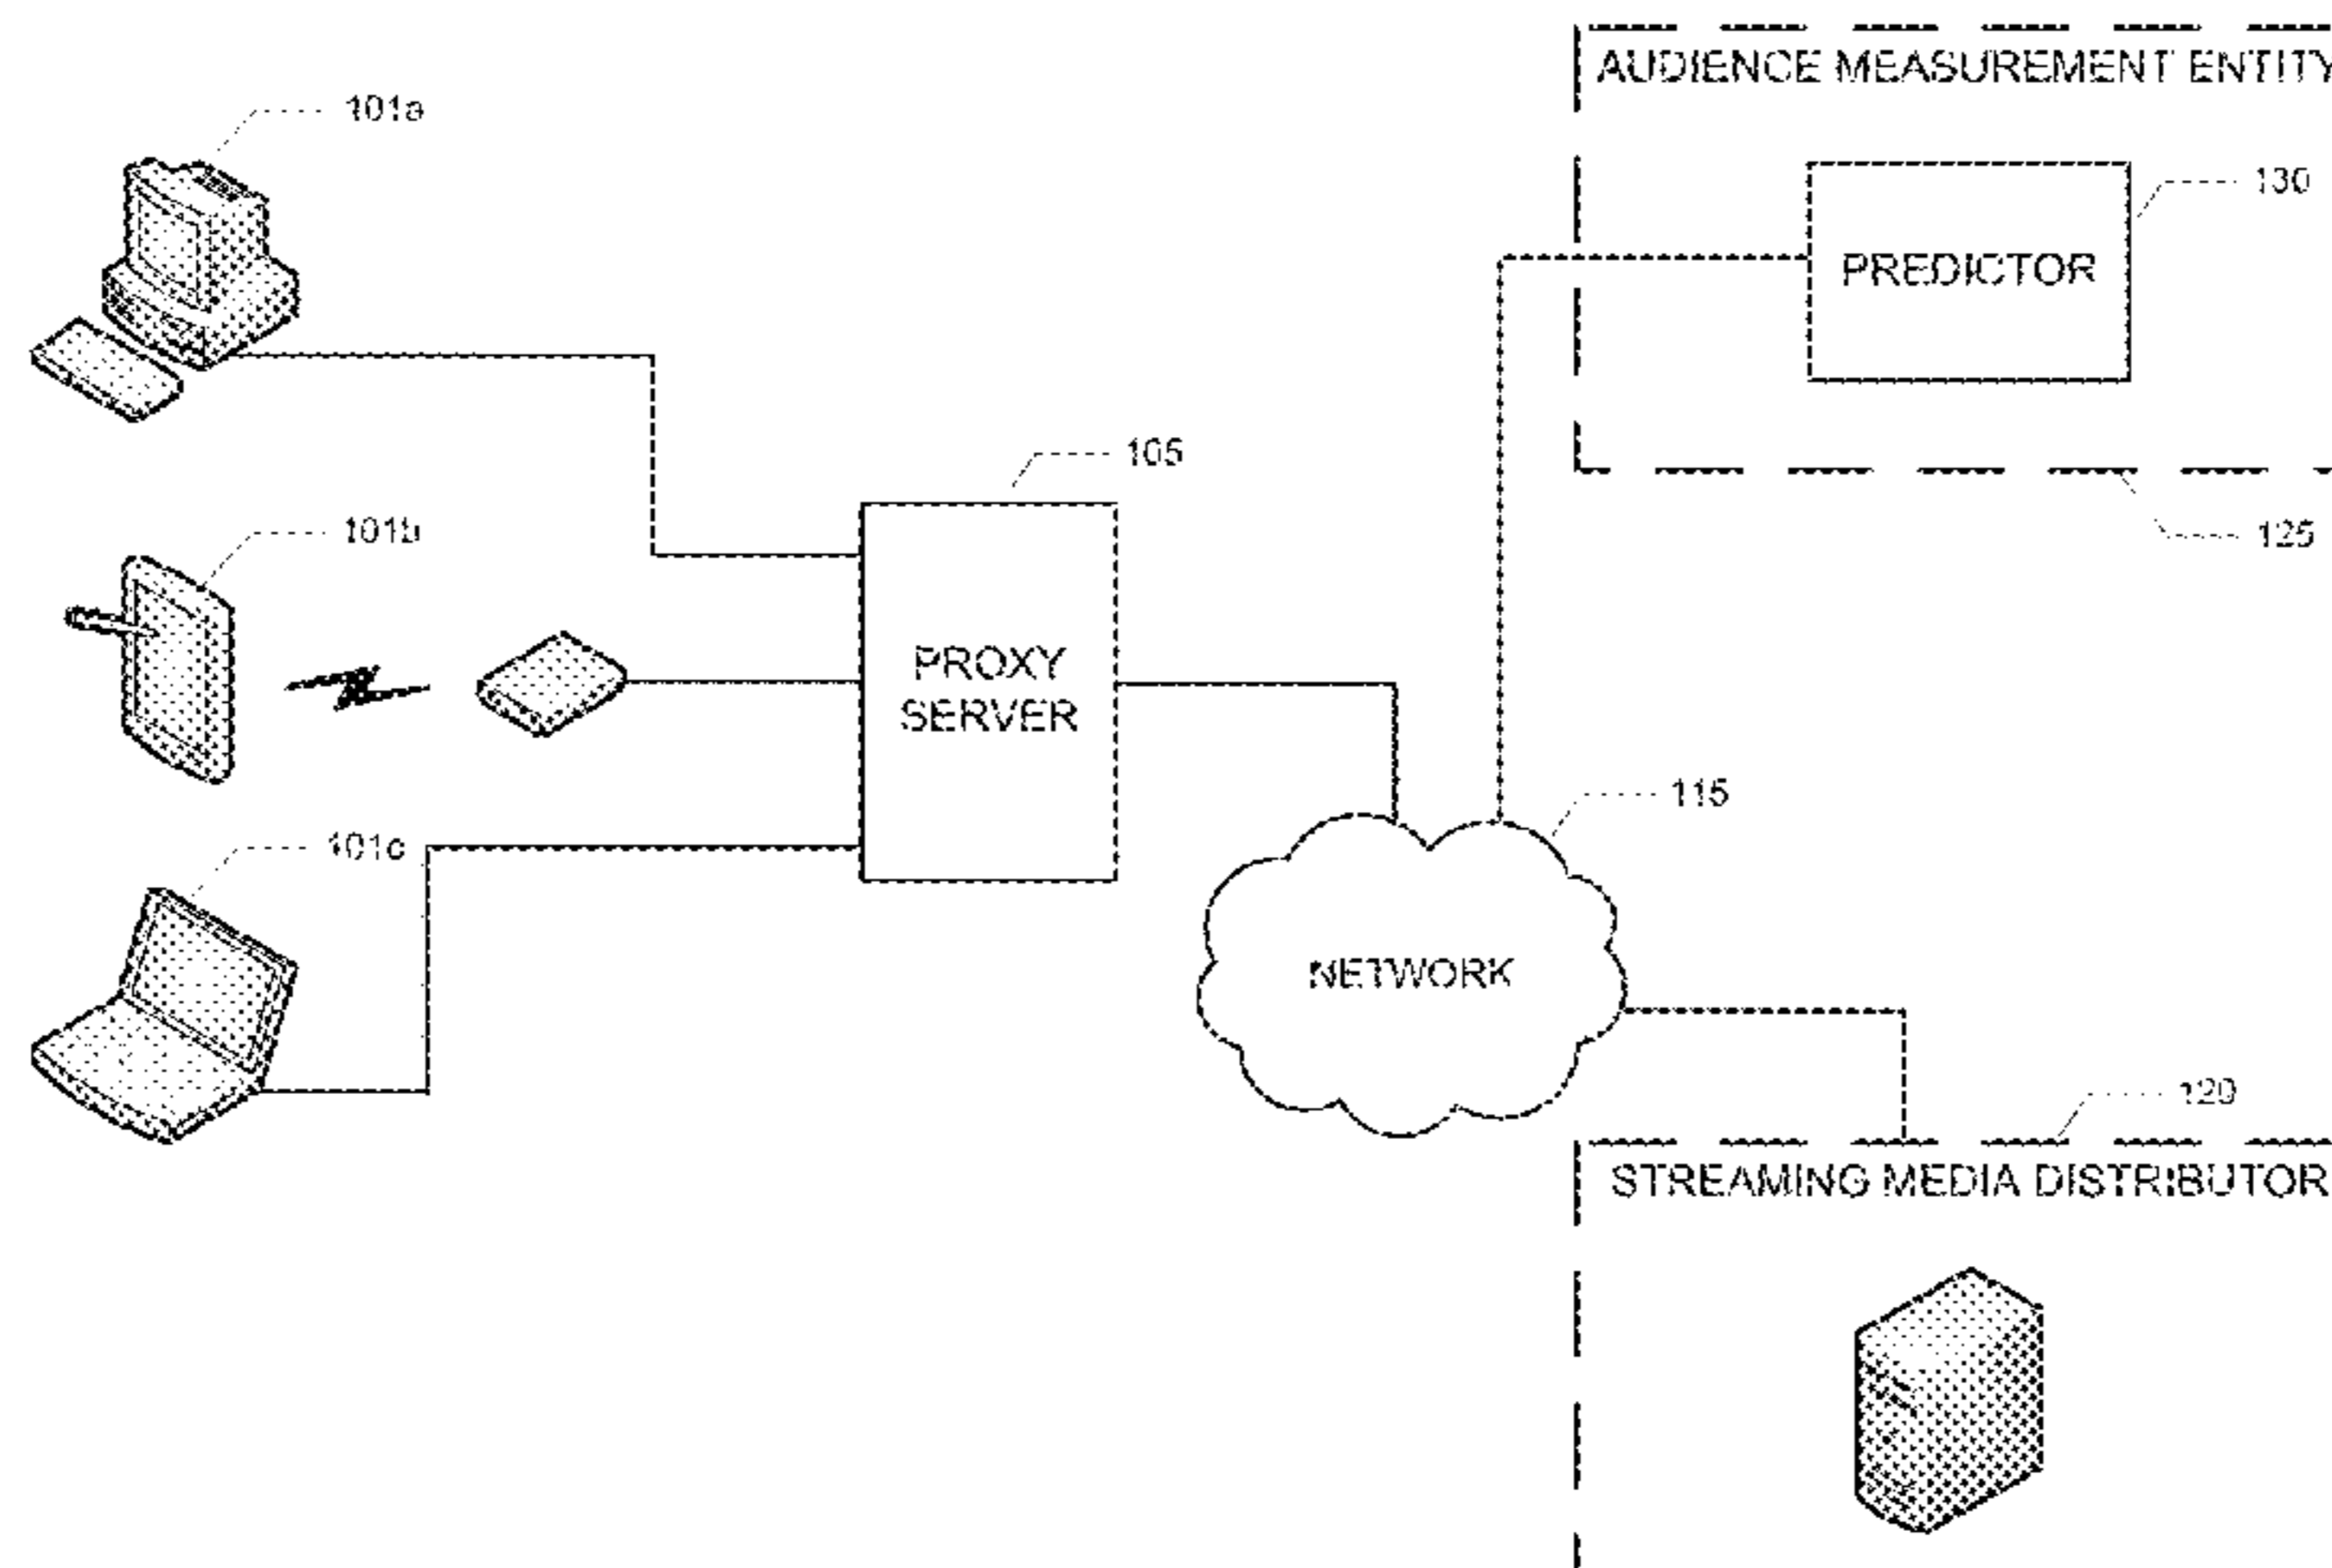 AUDIENCE MEASUREMENT ENTITY
101a
130
PREDICTOR
105
101b
125
PROXY
SERVER
115
101c
NETWORK
120
STREAMING MEDIA DISTRIBUTOR